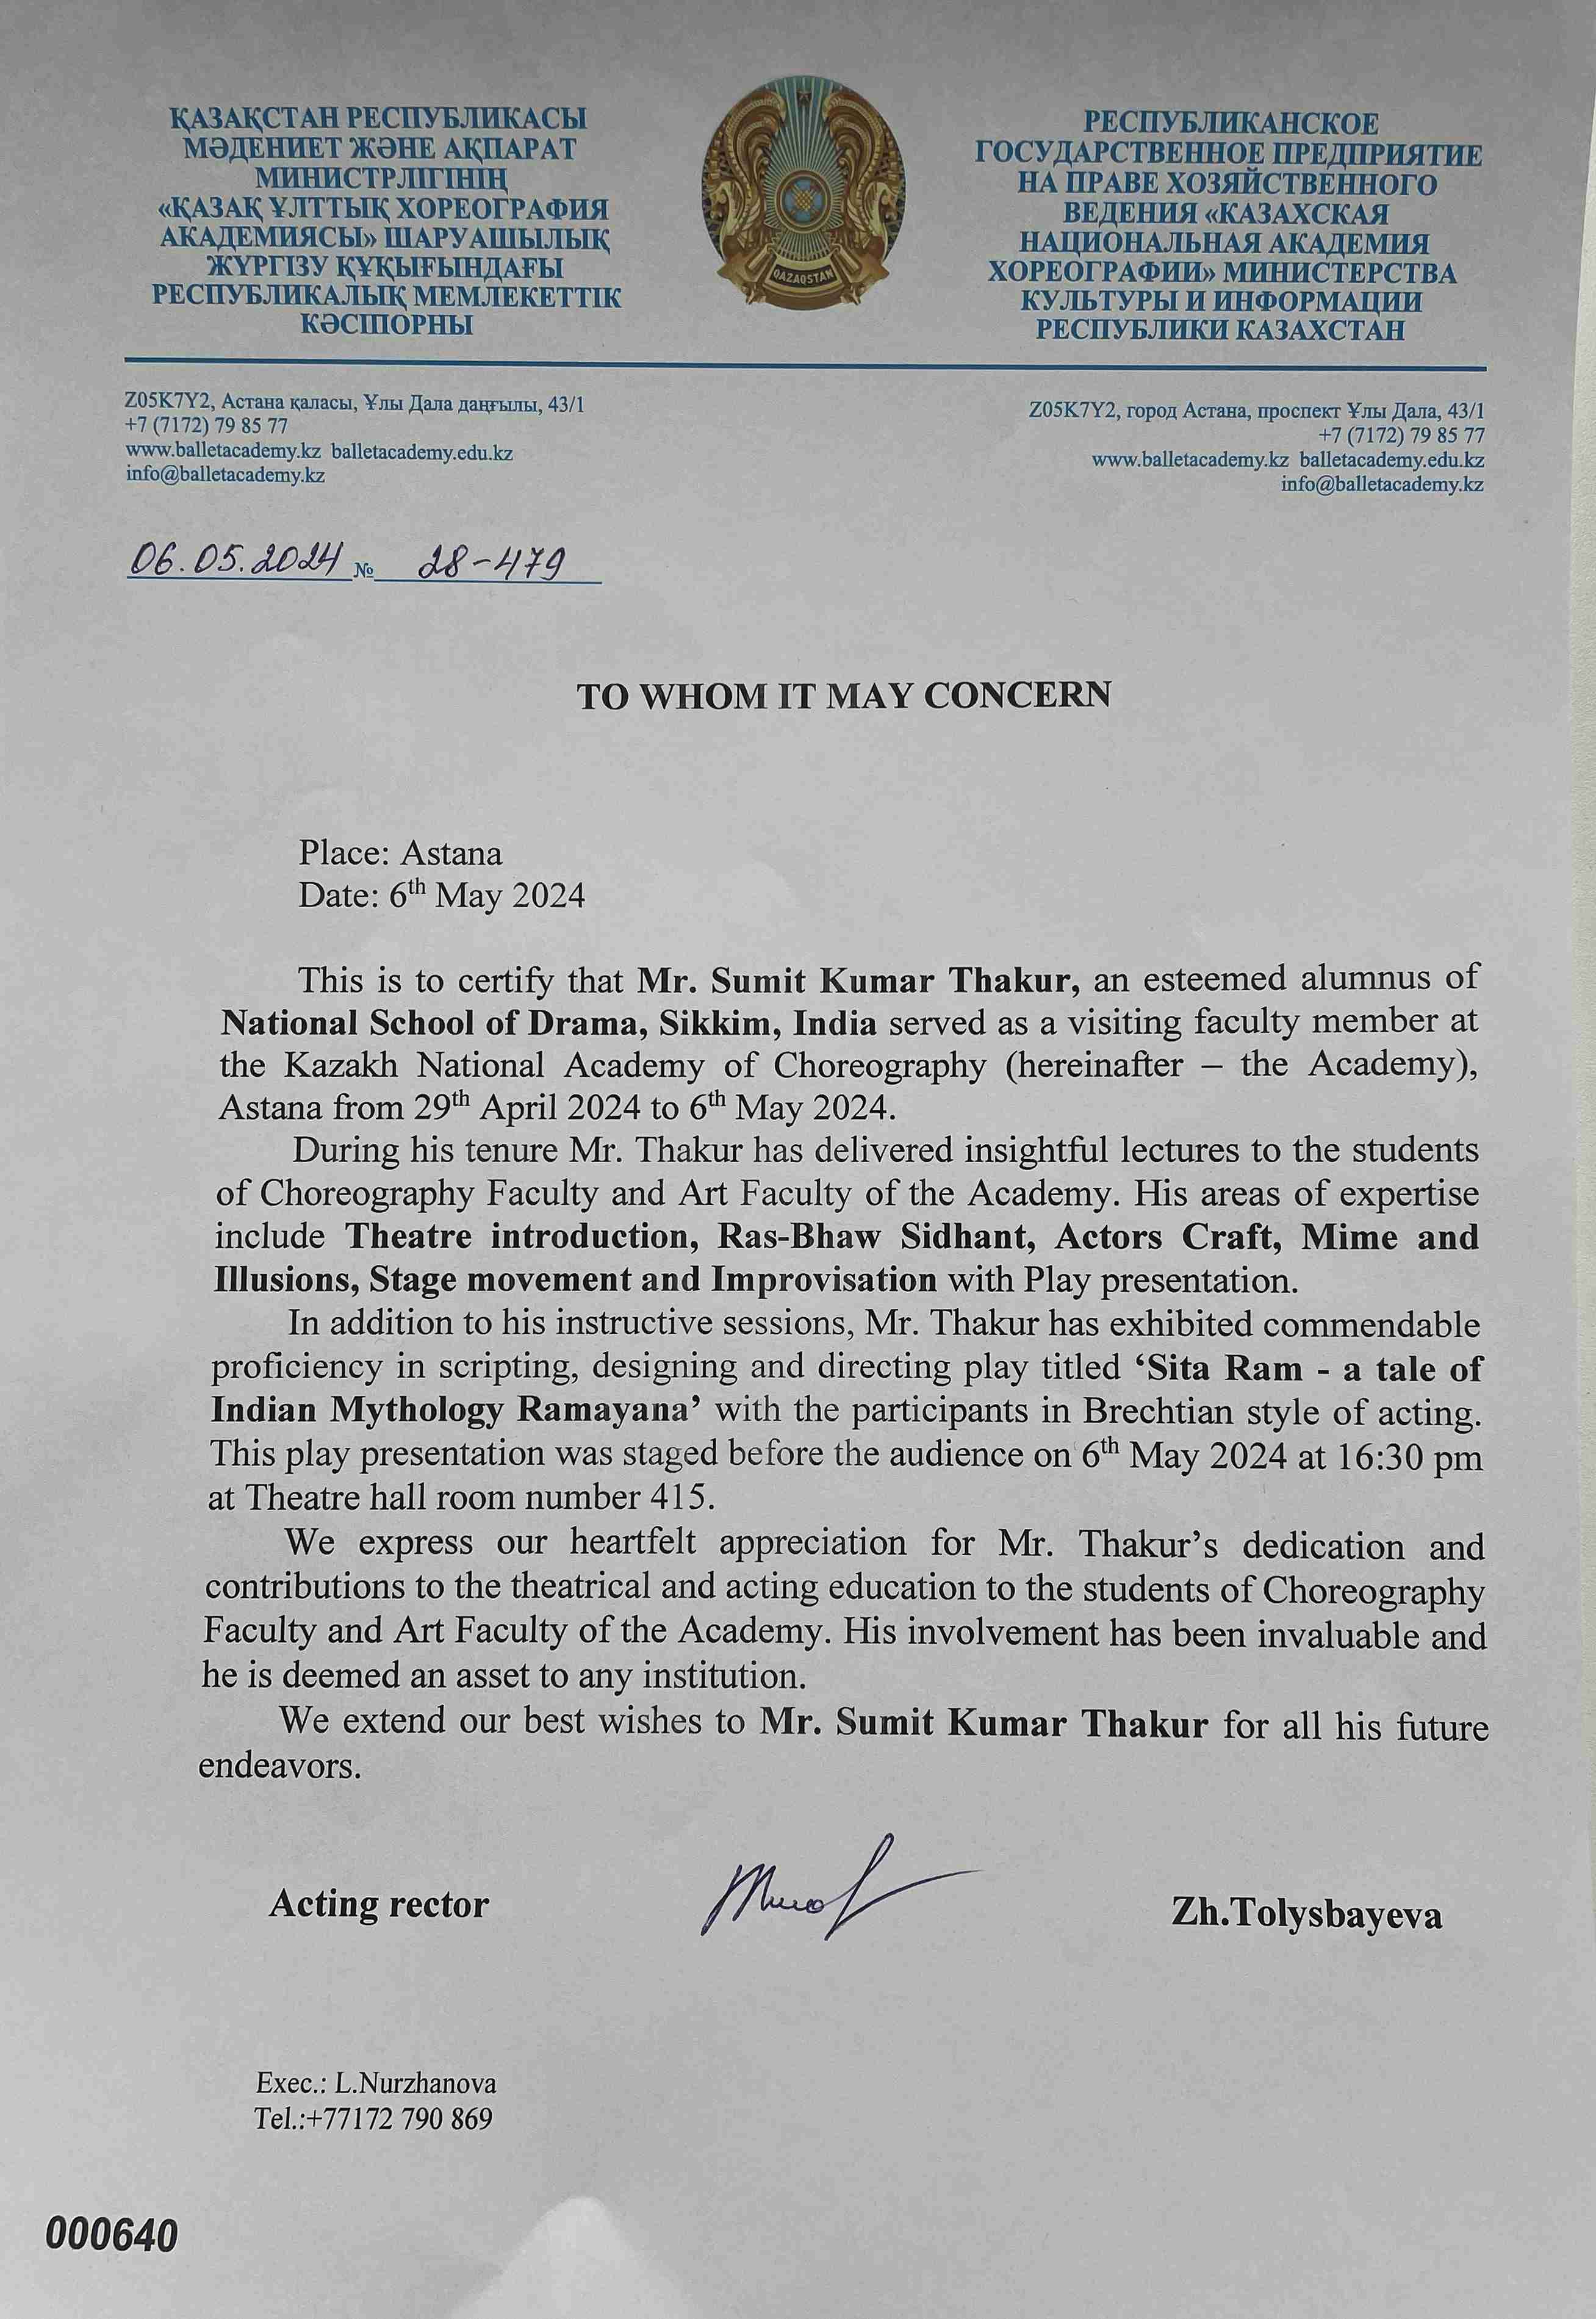 ҚАЗАҚСТАН РЕСПУБЛИКАСЫ
МӘДЕНИЕТ ЖӘНЕ АҚПАРАТ
МИНИСТРЛІГІНІҢ
«ҚАЗАҚ ҰЛТТЫҚ ХОРЕОГРАФИЯ
АКАДЕМИЯСЫ» ШАРУАШЫЛЫҚ
ЖҮРГІЗУ ҚҰҚЫҒЫНДАҒЫ
РЕСПУБЛИКАЛЫҚ МЕМЛЕКЕТТІК
КӘСІПОРНЫ
QAZAQSTAN
РЕСПУБЛИКАНСКОЕ
ГОСУДАРСТВЕННОЕ ПРЕДПРИЯТИЕ
НА ПРАВЕ ХОЗЯЙСТВЕННОГО
ВЕДЕНИЯ «КАЗАХСКАЯ
НАЦИОНАЛЬНАЯ АКАДЕМИЯ
ХОРЕОГРАФИИ» МИНИСТЕРСТВА
КУЛЬТУРЫ И ИНФОРМАЦИИ
РЕСПУБЛИКИ КАЗАХСТАН
Z05K7Y2, Астана қаласы, Ұлы Дала даңғылы, 43/1
+7 (7172) 79 85 77
www.balletacademy.kz balletacademy.edu.kz
info@balletacademy.kz
Z05K7Y2, город Астана, проспект Ұлы Дала, 43/1
+7 (7172) 79 85 77
www.balletacademy.kz balletacademy.edu.kz
info@balletacademy.kz
06.05.2024 № 28-479
TO WHOM IT MAY CONCERN
Place: Astana
Date: 6th May 2024
This is to certify that Mr. Sumit Kumar Thakur, an esteemed alumnus of
National School of Drama, Sikkim, India served as a visiting faculty member at
the Kazakh National Academy of Choreography (hereinafter – the Academy),
Astana from 29th April 2024 to 6th May 2024.
During his tenure Mr. Thakur has delivered insightful lectures to the students
of Choreography Faculty and Art Faculty of the Academy. His areas of expertise
include Theatre introduction, Ras-Bhaw Sidhant, Actors Craft, Mime and
Illusions, Stage movement and Improvisation with Play presentation.
In addition to his instructive sessions, Mr. Thakur has exhibited commendable
proficiency in scripting, designing and directing play titled ‘Sita Ram - a tale of
Indian Mythology Ramayana’ with the participants in Brechtian style of acting.
This play presentation was staged before the audience on 6th May 2024 at 16:30 pm
at Theatre hall room number 415.
We express our heartfelt appreciation for Mr. Thakur’s dedication and
contributions to the theatrical and acting education to the students of Choreography
Faculty and Art Faculty of the Academy. His involvement has been invaluable and
he is deemed an asset to any institution.
We extend our best wishes to Mr. Sumit Kumar Thakur for all his future
endeavors.
Acting rector
Zh.Tolysbayeva
Exec.: L.Nurzhanova
Tel.:+77172 790 869
000640